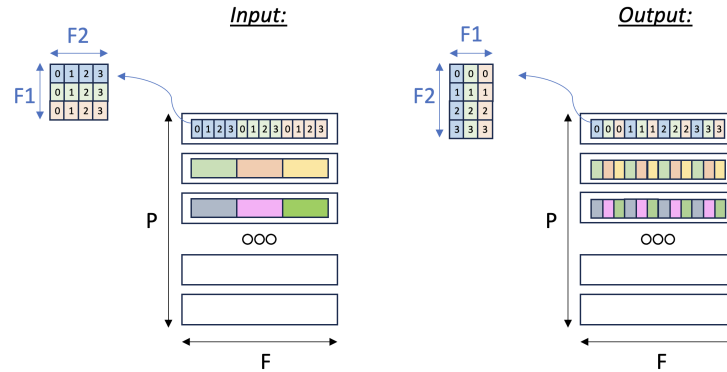 Input:
F2
F1
0 1 2 3
0 1 2 3
0 1 2 3
0 1 2 3 0 1 2 3 0 1 2 3
P
F
Output:
F1
F2
0 0 0
1 1 1
2 2 2
3 3 3
0 0 0 1 1 1 2 2 2 3 3 3
P
F